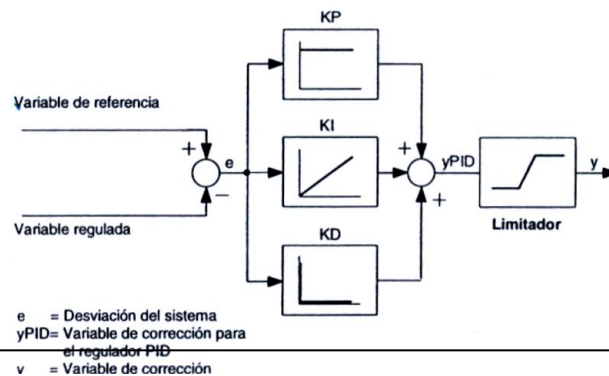 KP
Variable de referencia
KI
+
e
−
+
yPID
y
+
Limitador
Variable regulada
KD
e = Desviación del sistema
yPID= Variable de corrección para
el regulador PID
y = Variable de corrección